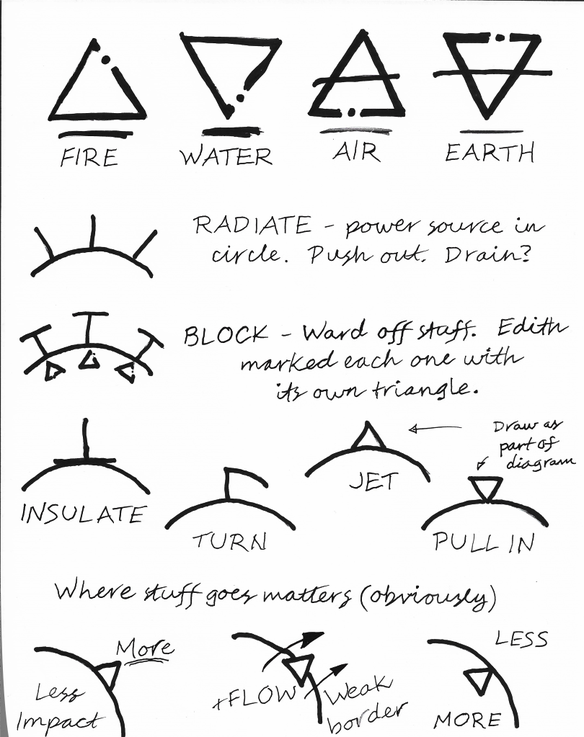 FIRE WATER AIR EARTH
RADIATE - power source in
circle. Push out. Drain?
BLOCK - Ward off stuff. Edith
marked each one with
its own triangle.
Draw as
part of
diagram
INSULATE
TURN
JET
PULL IN
Where stuff goes matters (obviously)
More
Less
Impact
+FLOW
Weak
border
LESS
MORE